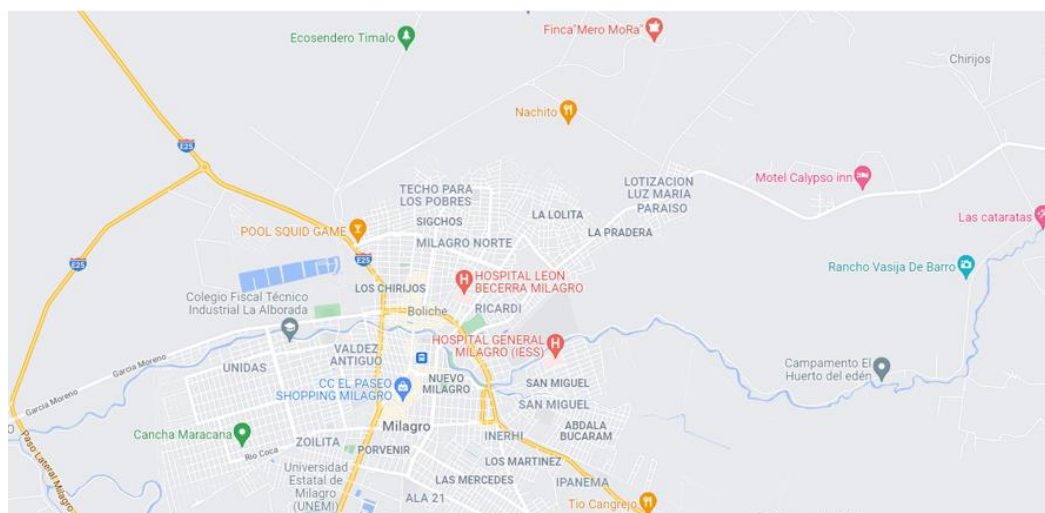 Ecosendero Timalo
Finca"Mero MoRa"
Chirijos
Nachito
E25
Motel Calypso inn
LOTIZACION
LUZ MARIA
PARAISO
TECHO PARA
LOS POBRES
SIGCHOS
LA LOLITA
Las cataratas
POOL SQUID GAME
LA PRADERA
MILAGRO NORTE
E25
E25
Rancho Vasija De Barro
HOSPITAL LEON
BECERRA MILAGRO
LOS CHIRIJOS
Colegio Fiscal Técnico
Industrial La Alborada
Boliche
RICARDI
HOSPITAL GENERAL
MILAGRO (IESS)
Garcia Moreno
VALDEZ
ANTIGUO
UNIDAS
Campamento El
Huerto del edén
NUEVO
MILAGRO
CC EL PASEO
SHOPPING MILAGRO
SAN MIGUEL
SAN MIGUEL
Garcia Moreno
Milagro
ABDALA
BUCARAM
Cancha Maracana
ZOILITA
INERHI
O
Paso Lateral Milagro
Rio Coca
PORVENIR
LOS MARTINEZ
Universidad
Estatal de
Milagro
(UNEMI)
LAS MERCEDES
IPANEMA
ALA 21
Tio Cangrejo